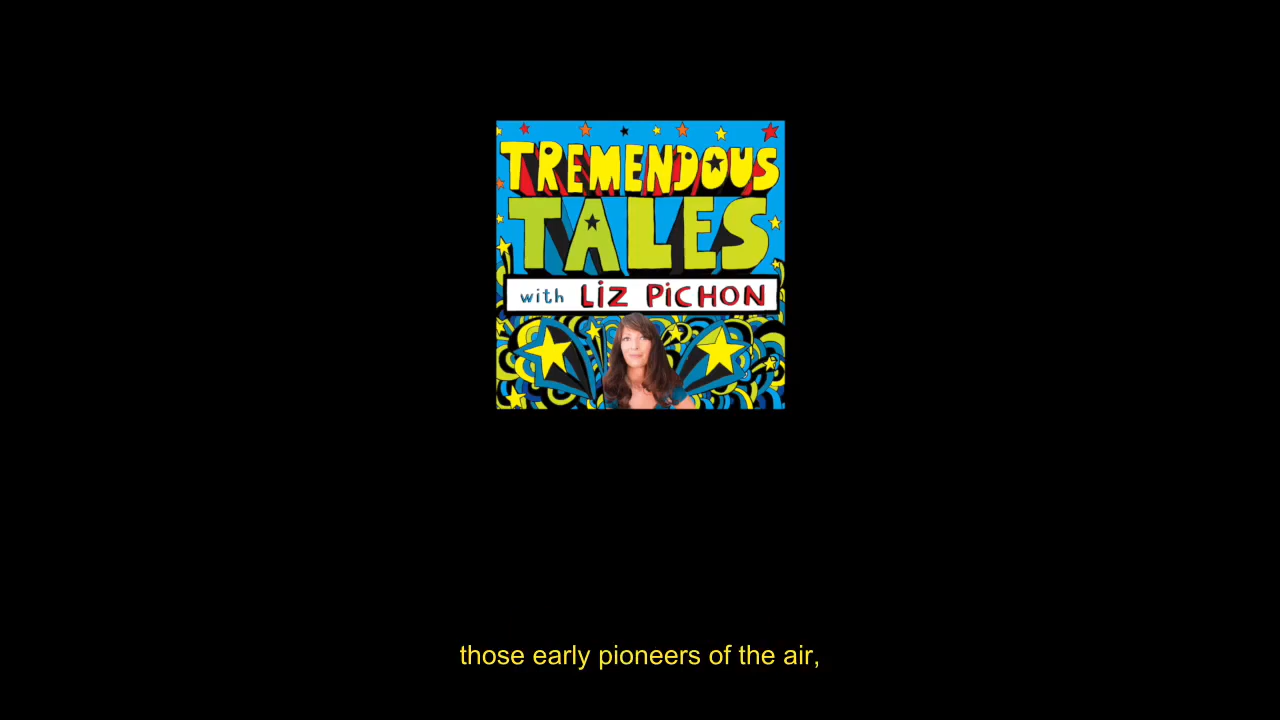 TREMENDOUS
TALES
with LiZ PiCHON
those early pioneers of the air,